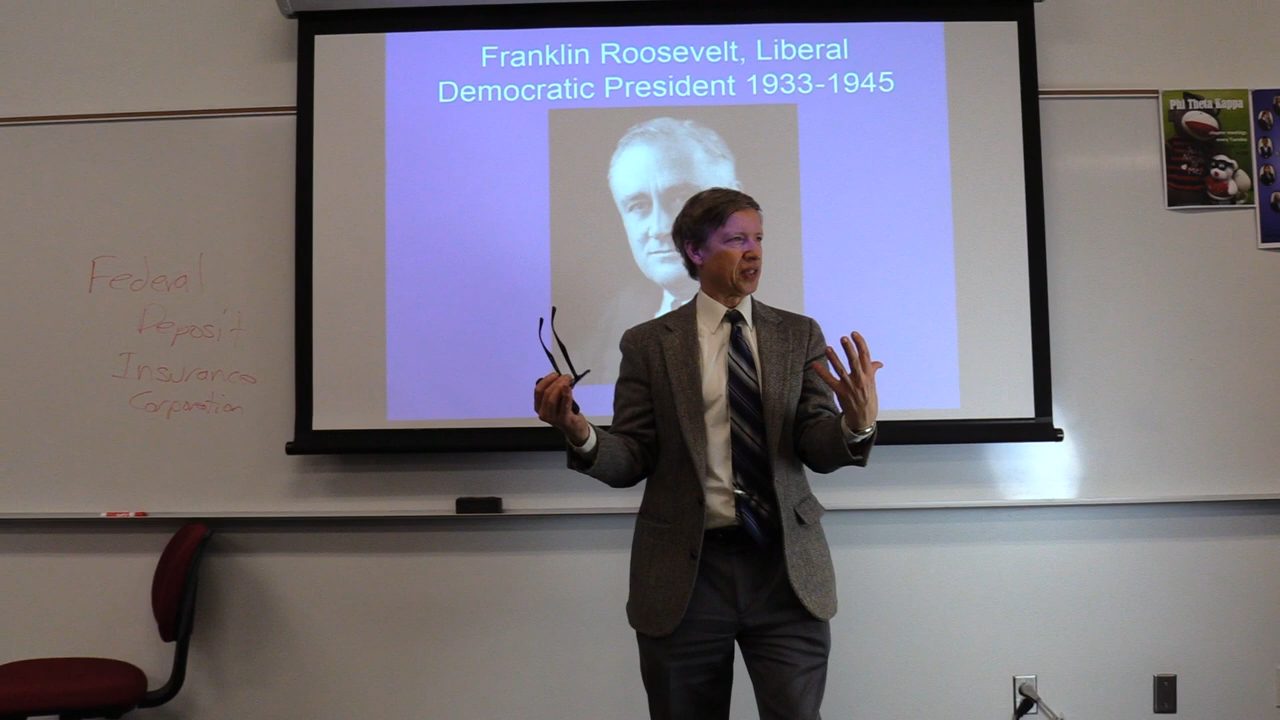 Franklin Roosevelt, Liberal
Democratic President 1933-1945
Federal
Deposit
Insurance
Corporation
Phi Theta Kappa